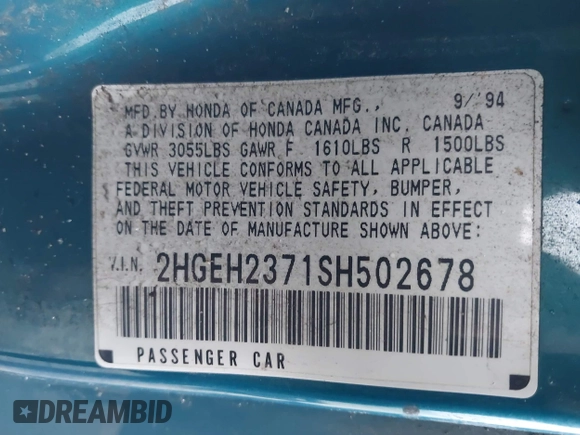 MFD.BY HONDA OF CANADA MFG., 9/'94
A DIVISION OF HONDA CANADA INC. CANADA
GVWR 3055LBS GAWR F 1610LBS R 1500LBS
THIS VEHICLE CONFORMS TO ALL APPLICABLE
FEDERAL MOTOR VEHICLE SAFETY, BUMPER,
AND THEFT PREVENTION STANDARDS IN EFFECT
ON THE DATE OF MANUFACTURE SHOWN ABOVE:
V.I.N. 2HGEH2371SH502678
PASSENGER CAR
DREAMBID